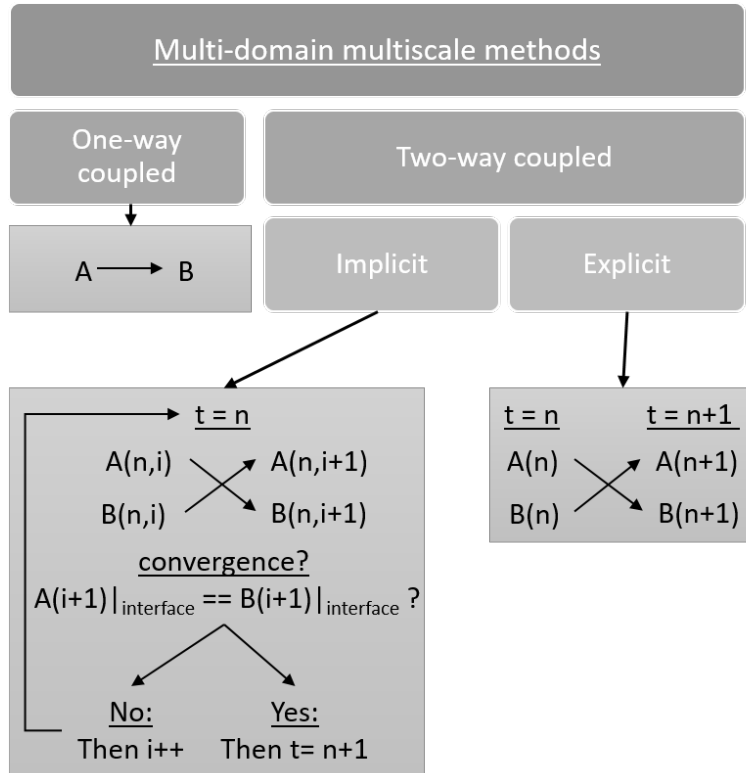 Multi-domain multiscale methods
One-way
coupled
Two-way coupled
A B
Implicit
Explicit
t = n
A(n,i) A(n,i+1)
B(n,i) B(n,i+1)
convergence?
A(i+1)|interface == B(i+1)|interface ?
No: Yes:
Then i++ Then t= n+1
t = n t = n+1
A(n) A(n+1)
B(n) B(n+1)